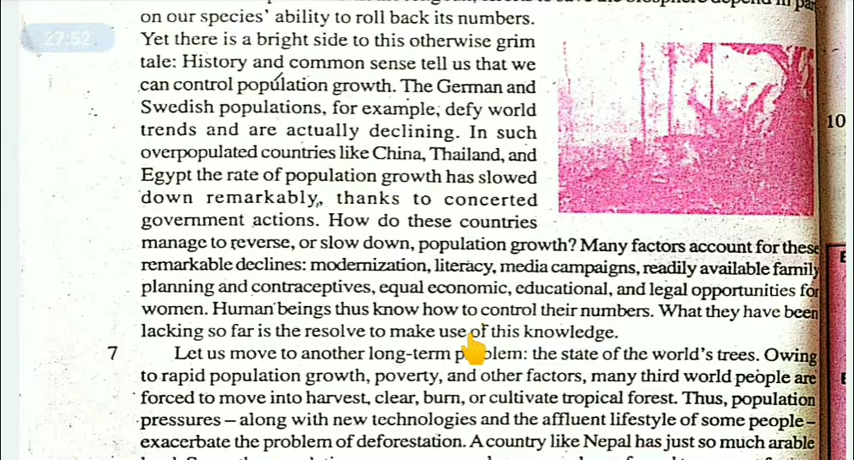 on our species' ability to roll back its numbers.
27:52
Yet there is a bright side to this otherwise grim
tale: History and common sense tell us that we
can control population growth. The German and
Swedish populations, for example, defy world
trends and are actually declining. In such
overpopulated countries like China, Thailand, and
Egypt the rate of population growth has slowed
down remarkably, thanks to concerted
government actions. How do these countries
manage to reverse, or slow down, population growth? Many factors account for these
remarkable declines: modernization, literacy, media campaigns, readily available family
planning and contraceptives, equal economic, educational, and legal opportunities for
women. Human beings thus know how to control their numbers. What they have been
lacking so far is the resolve to make use of this knowledge.
7 Let us move to another long-term problem: the state of the world's trees. Owing
to rapid population growth, poverty, and other factors, many third world people are
forced to move into harvest, clear, burn, or cultivate tropical forest. Thus, population
pressures – along with new technologies and the affluent lifestyle of some people –
exacerbate the problem of deforestation. A country like Nepal has just so much arable
10